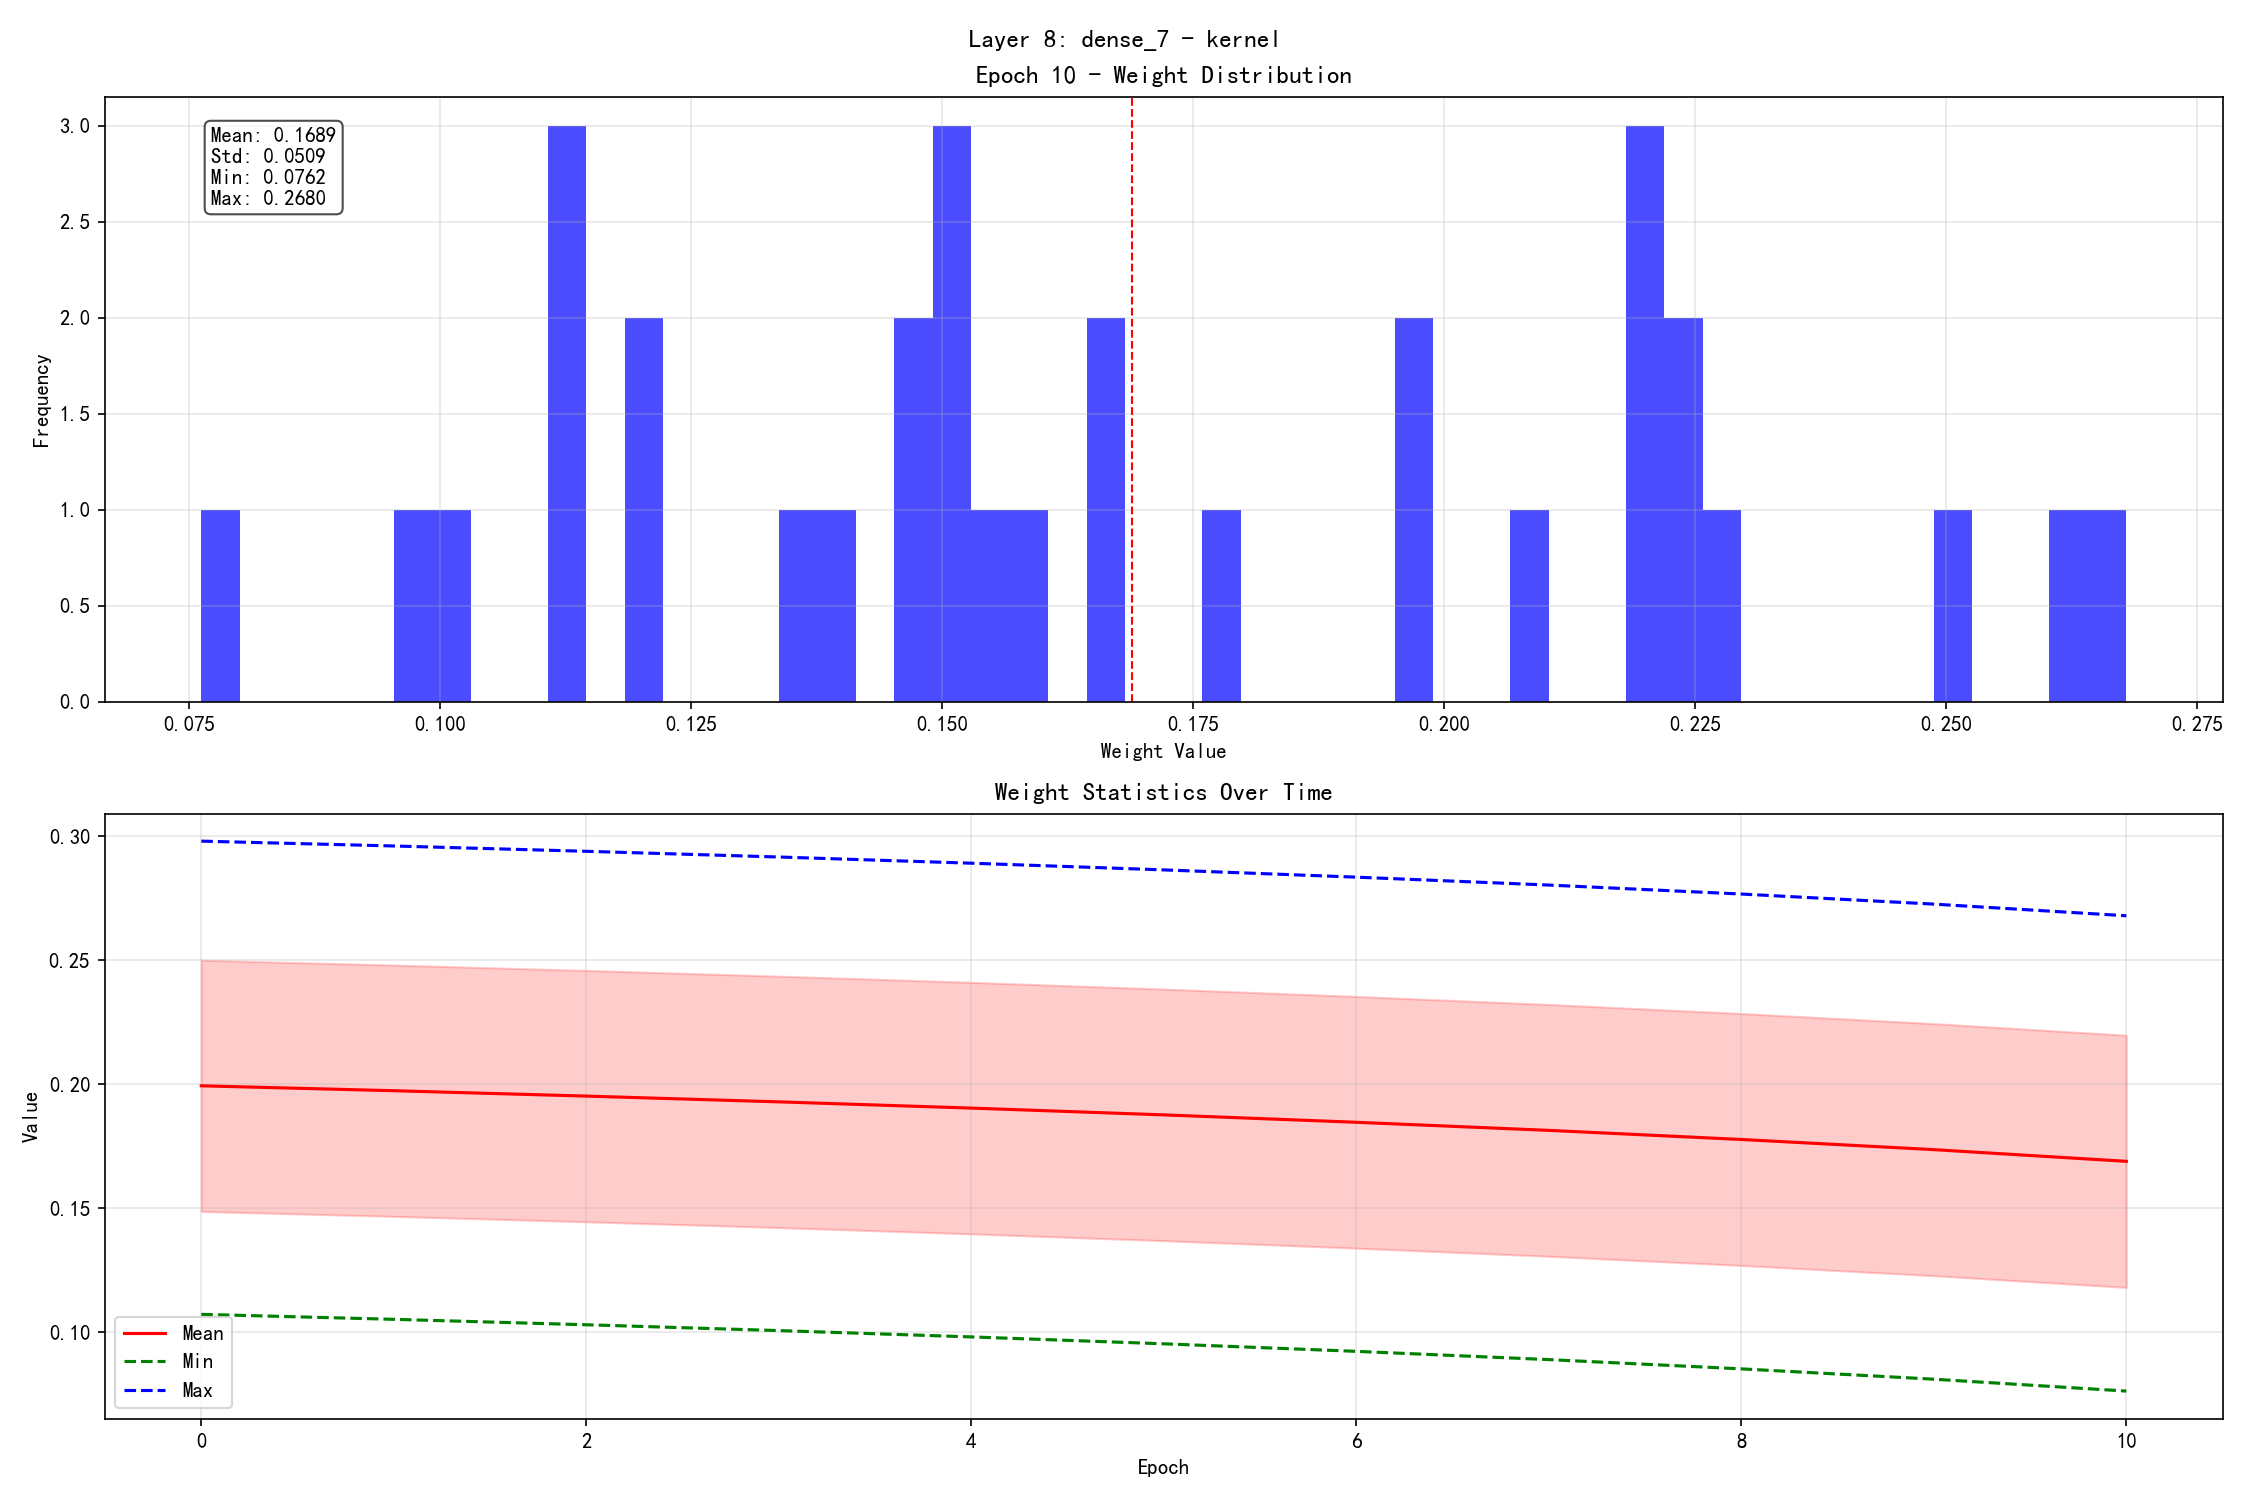 Layer 8: dense_7 - kernel
Epoch 10 - Weight Distribution
Mean: 0.1689
Std: 0.0509
Min: 0.0762
Max: 0.2680
3.0
2.5
2.0
1.5
1.0
0.5
0.0
Frequency
0.075 0.100 0.125 0.150 0.175 0.200 0.225 0.250 0.275
Weight Value
Weight Statistics Over Time
0.30
0.25
0.20
0.15
0.10
Value
Mean
Min
Max
0 2 4 6 8 10
Epoch